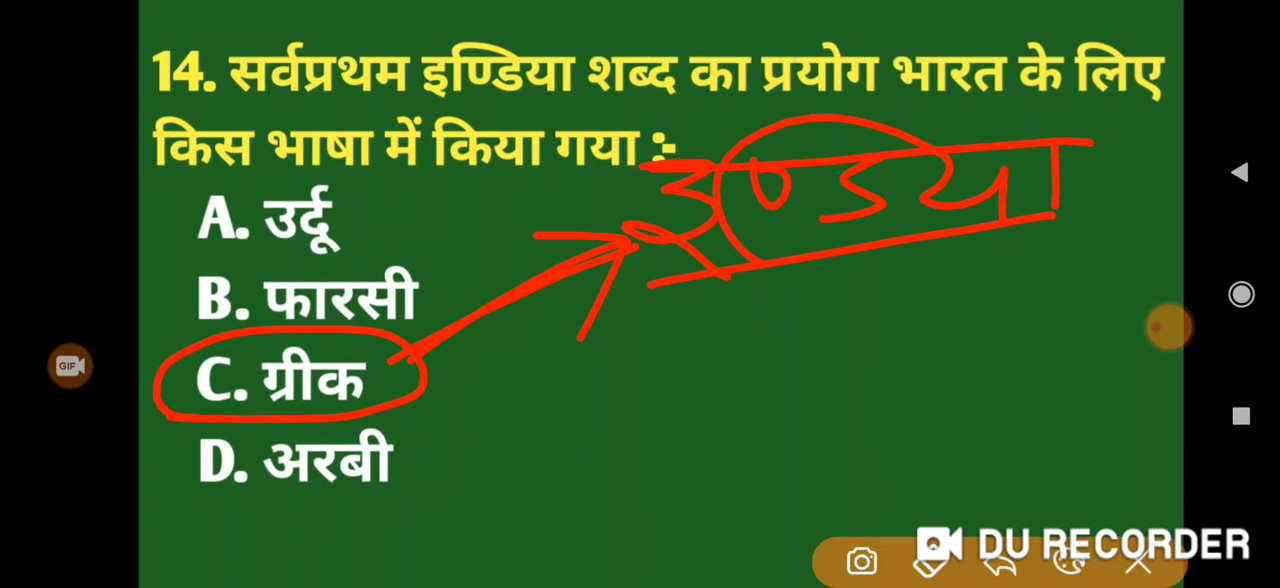 14. सर्वप्रथम इण्डिया शब्द का प्रयोग भारत के लिए
किस भाषा में किया गया :-
इण्डया
A. उर्दू
B. फारसी
C. ग्रीक
D. अरबी
GIF
DU RECORDER